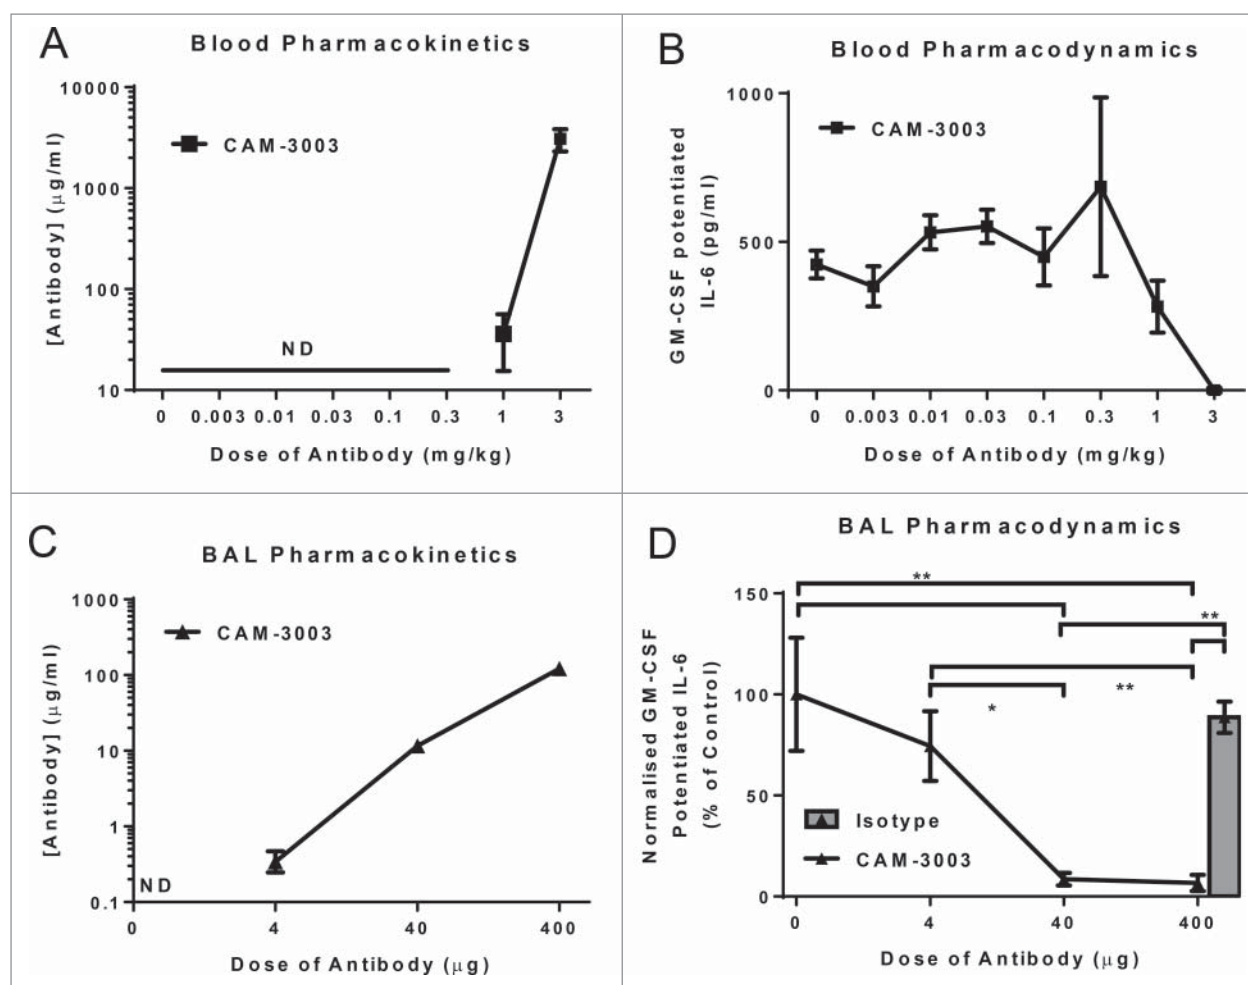 A
Blood Pharmacokinetics
[Antibody] (μg/ml)
10000
1000
100
10
CAM-3003
ND
0 0.003 0.01 0.03 0.1 0.3 1 3
Dose of Antibody (mg/kg)
B
Blood Pharmacodynamics
GM-CSF potentiated
IL-6 (pg/ml)
1000
500
0
CAM-3003
0 0.003 0.01 0.03 0.1 0.3 1 3
Dose of Antibody (mg/kg)
C
BAL Pharmacokinetics
[Antibody] (μg/ml)
1000
100
10
1
0.1
CAM-3003
ND
0 4 40 400
Dose of Antibody (μg)
D
BAL Pharmacodynamics
Normalised GM-CSF
Potentiated IL-6
(% of Control)
150
100
50
0
**
**
**
*
Isotype
CAM-3003
0 4 40 400
Dose of Antibody (μg)